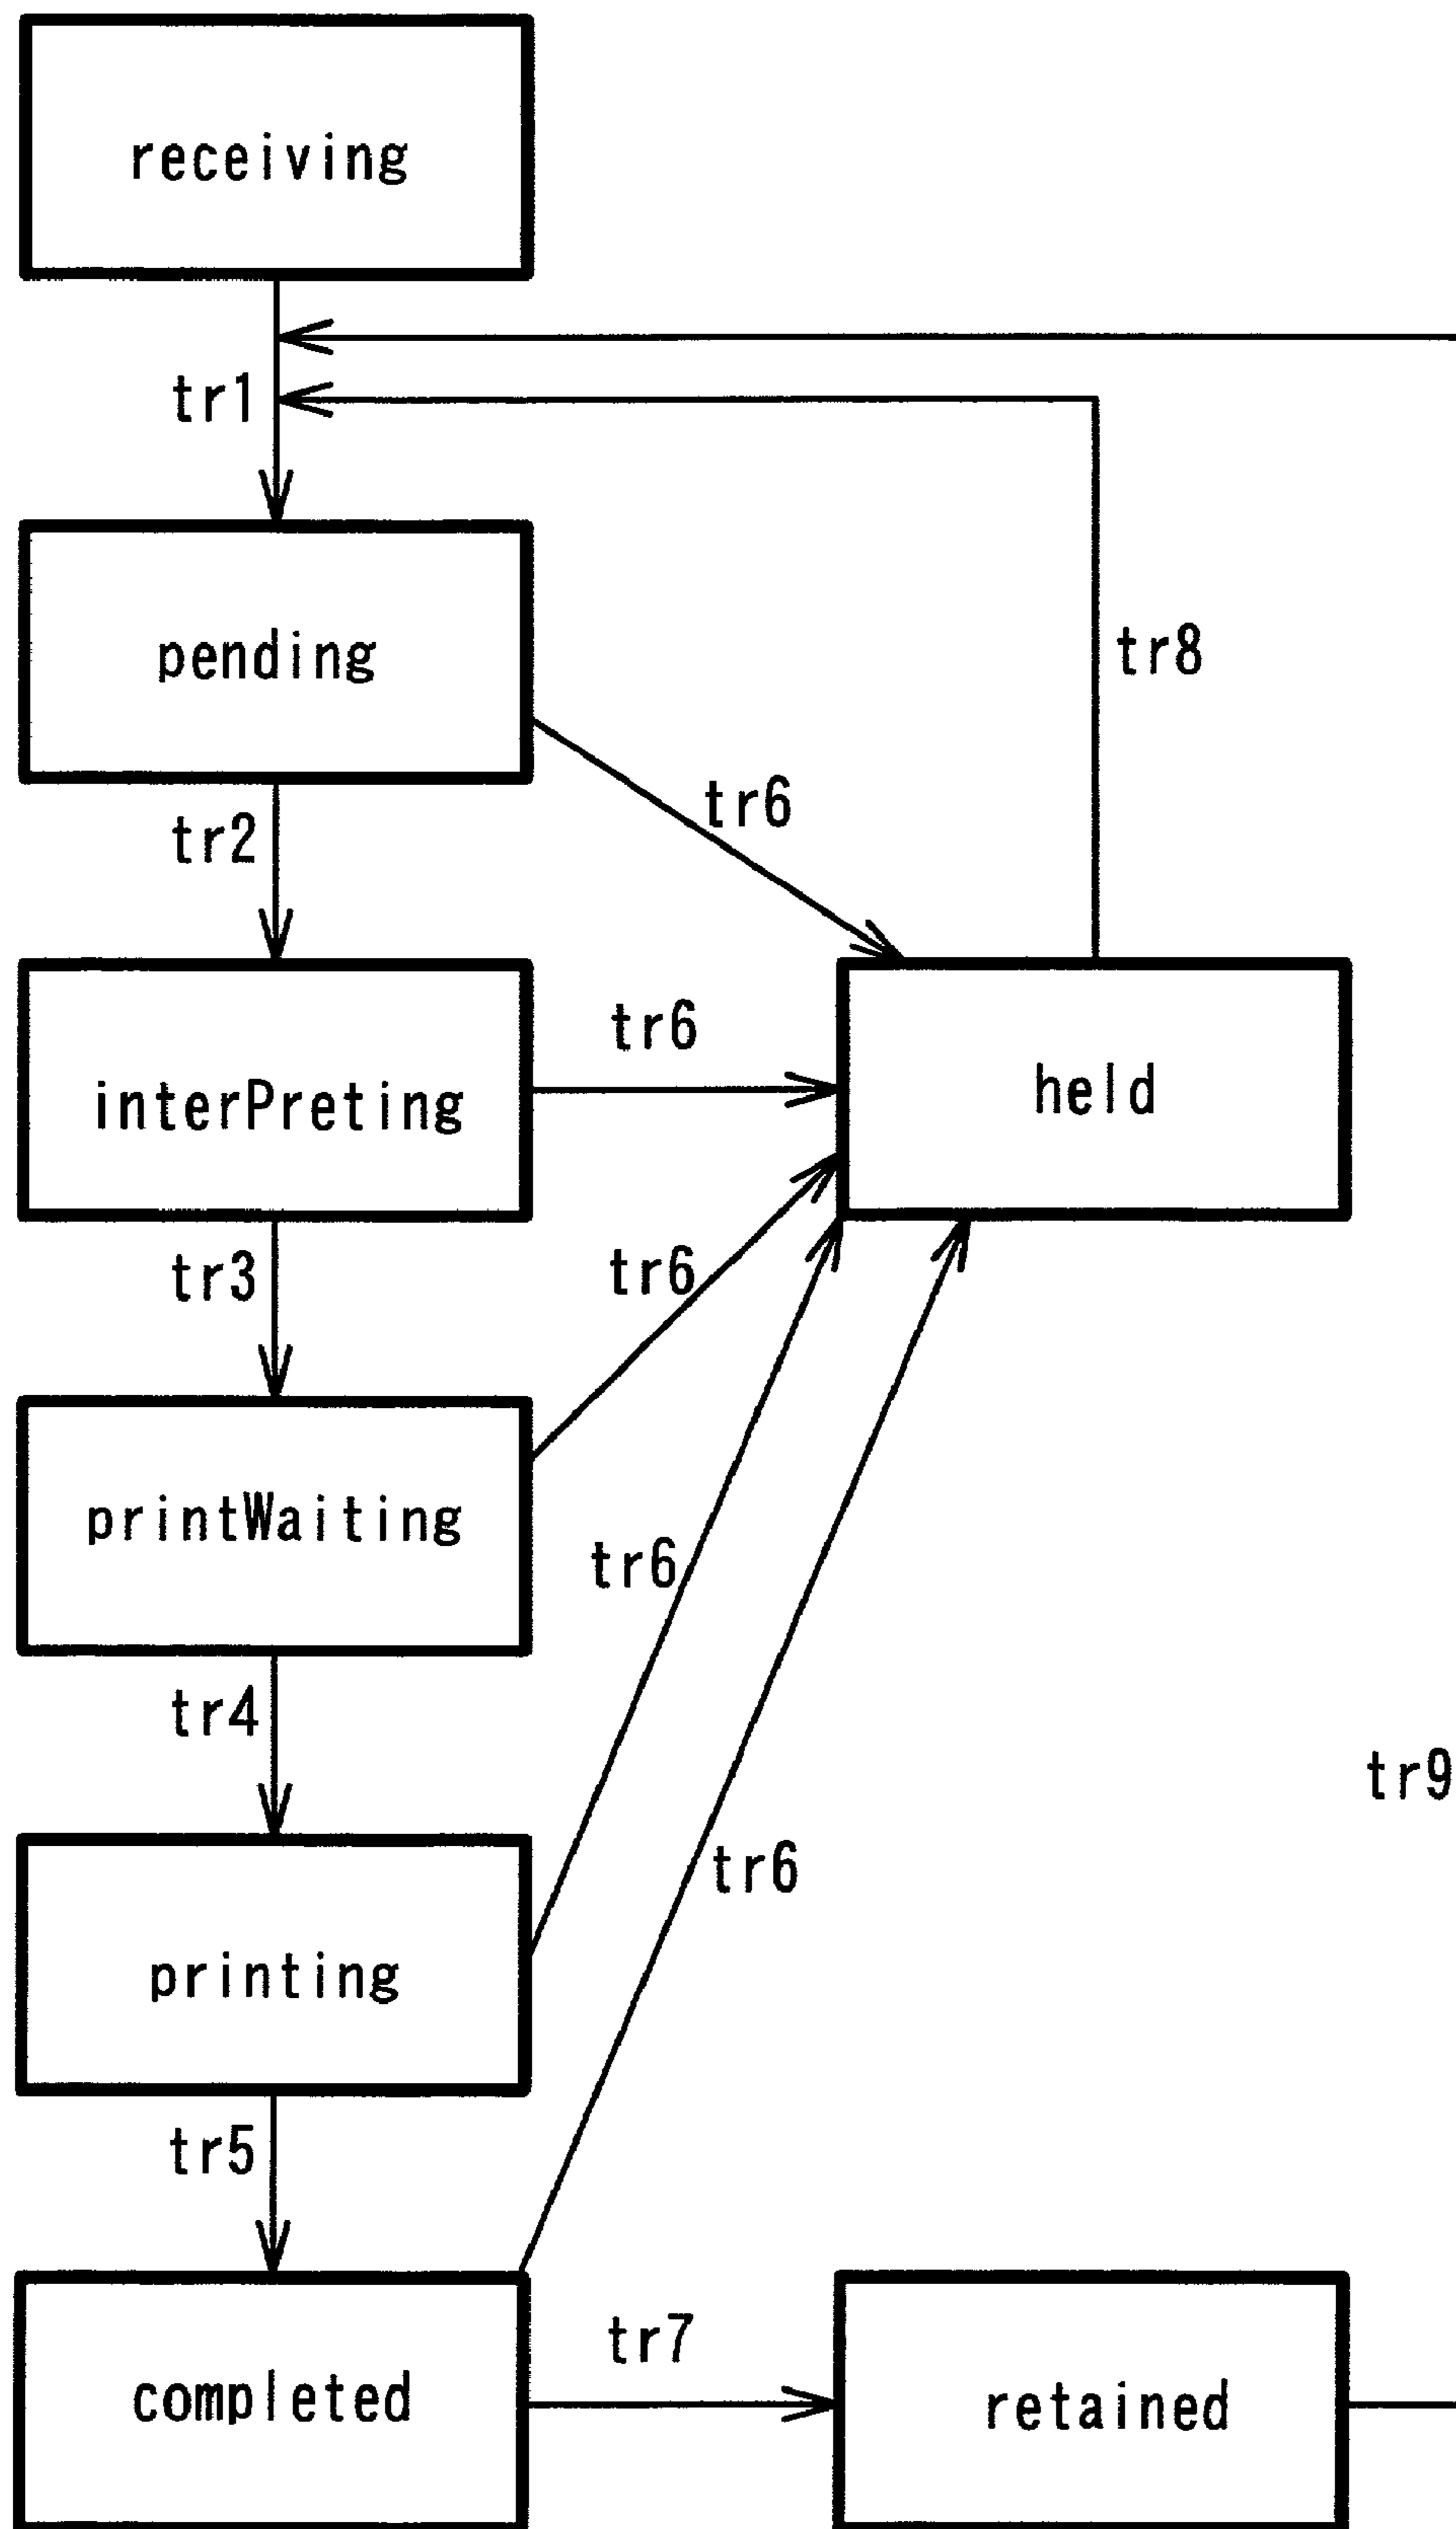 receiving
tr1
pending
tr8
tr6
tr2
tr6
interPreting
held
tr3
tr6
printWaiting
tr6
tr4
tr9
tr6
printing
tr5
tr7
completed
retained